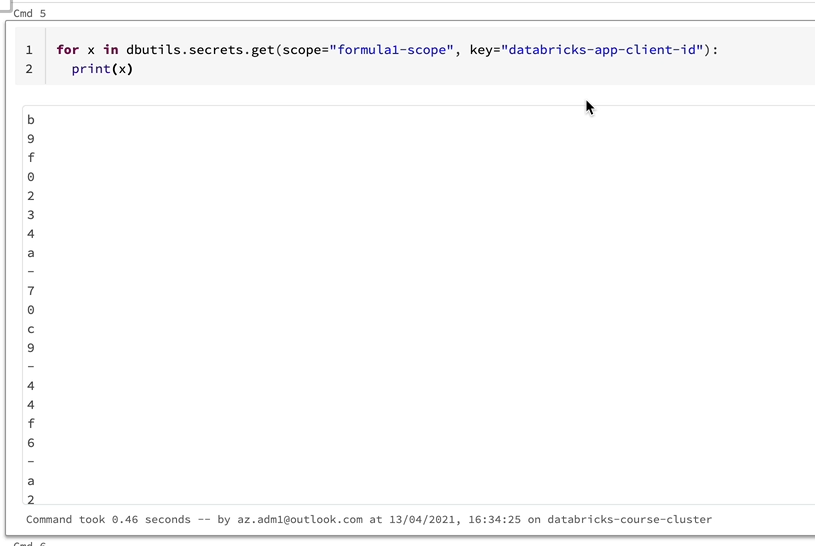 Cmd 5
1 for x in dbutils.secrets.get(scope="formula1-scope", key="databricks-app-client-id"):
2 print(x)
b
9
f
0
2
3
4
a
-
7
0
c
9
-
4
4
f
6
-
a
2
Command took 0.46 seconds -- by az.adm1@outlook.com at 13/04/2021, 16:34:25 on databricks-course-cluster
Cmd 6